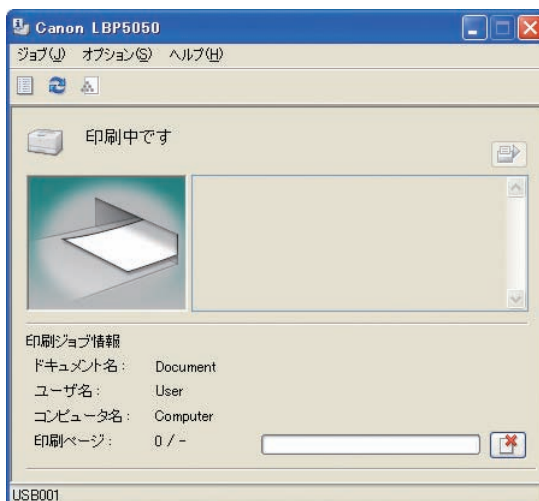 Canon LBP5050
ジョブ(J) オプション(S) ヘルプ(H)
印刷中です
印刷ジョブ情報
ドキュメント名: Document
ユーザ名: User
コンピュータ名: Computer
印刷ページ: 0 / -
USB001